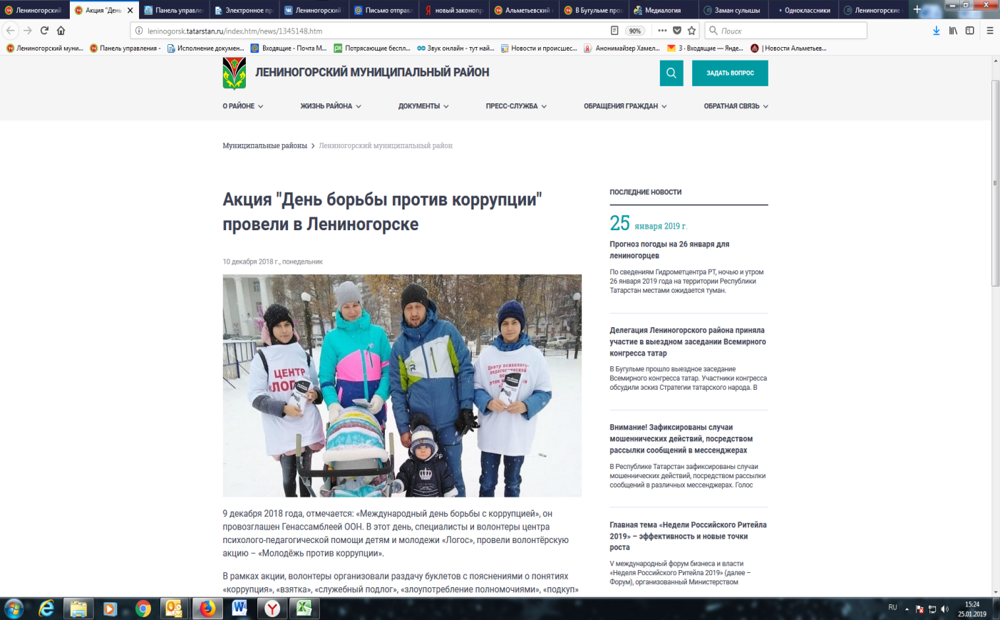 Лениногорский
Акция "День
Панель управле
Электронное пр
Лениногорский
Письмо отправл
новый законопр
Альметьевский
В Бугульме про
Медиалогия
Заман сулышы
Одноклассники
Лениногорские
leninogorsk.tatarstan.ru/index.htm/news/1345148.htm
90%
Поиск
Лениногорский муни...
Панель управления -
Исполнение докумен...
Входящие - Почта М...
Потрясающие беспл...
Звук онлайн - тут най...
Новости и происшес...
Анонимайзер Хамел...
3 · Входящие — Янде...
| Новости Альметьев...
ЛЕНИНОГОРСКИЙ МУНИЦИПАЛЬНЫЙ РАЙОН
ЗАДАТЬ ВОПРОС
О РАЙОНЕ
ЖИЗНЬ РАЙОНА
ДОКУМЕНТЫ
ПРЕСС-СЛУЖБА
ОБРАЩЕНИЯ ГРАЖДАН
ОБРАТНАЯ СВЯЗЬ
Муниципальные районы > Лениногорский муниципальный район
Акция "День борьбы против коррупции"
провели в Лениногорске
10 декабря 2018 г., понедельник
ЦЕНТР
«ЛОГ
Центр психолого-
педагогической
9 декабря 2018 года, отмечается: «Международный день борьбы с коррупцией», он
провозглашен Генассамблеей ООН. В этот день, специалисты и волонтеры центра
психолого-педагогической помощи детям и молодежи «Логос», провели волонтёрскую
акцию – «Молодёжь против коррупции».
В рамках акции, волонтеры организовали раздачу буклетов с пояснениями о понятиях
«коррупция», «взятка», «служебный подлог», «злоупотребление полномочиями», «подкуп»
ПОСЛЕДНИЕ НОВОСТИ
25 января 2019 г.
Прогноз погоды на 26 января для
лениногорцев
По сведениям Гидрометцентра РТ, ночью и утром
26 января 2019 года на территории Республики
Татарстан местами ожидается туман.
Делегация Лениногорского района приняла
участие в выездном заседании Всемирного
конгресса татар
В Бугульме прошло выездное заседание
Всемирного конгресса татар. Участники конгресса
обсудили эскиз Стратегии татарского народа. В
Внимание! Зафиксированы случаи
мошеннических действий, посредством
рассылки сообщений в мессенджерах
В Республике Татарстан зафиксированы случаи
мошеннических действий, посредством рассылки
сообщений в различных мессенджерах. Голос
Главная тема «Недели Российского Ритейла
2019» – эффективность и новые точки
роста
V международный форум бизнеса и власти
«Неделя Российского Ритейла 2019» (далее –
Форум), организованный Министерством
RU
15:24
25.01.2019